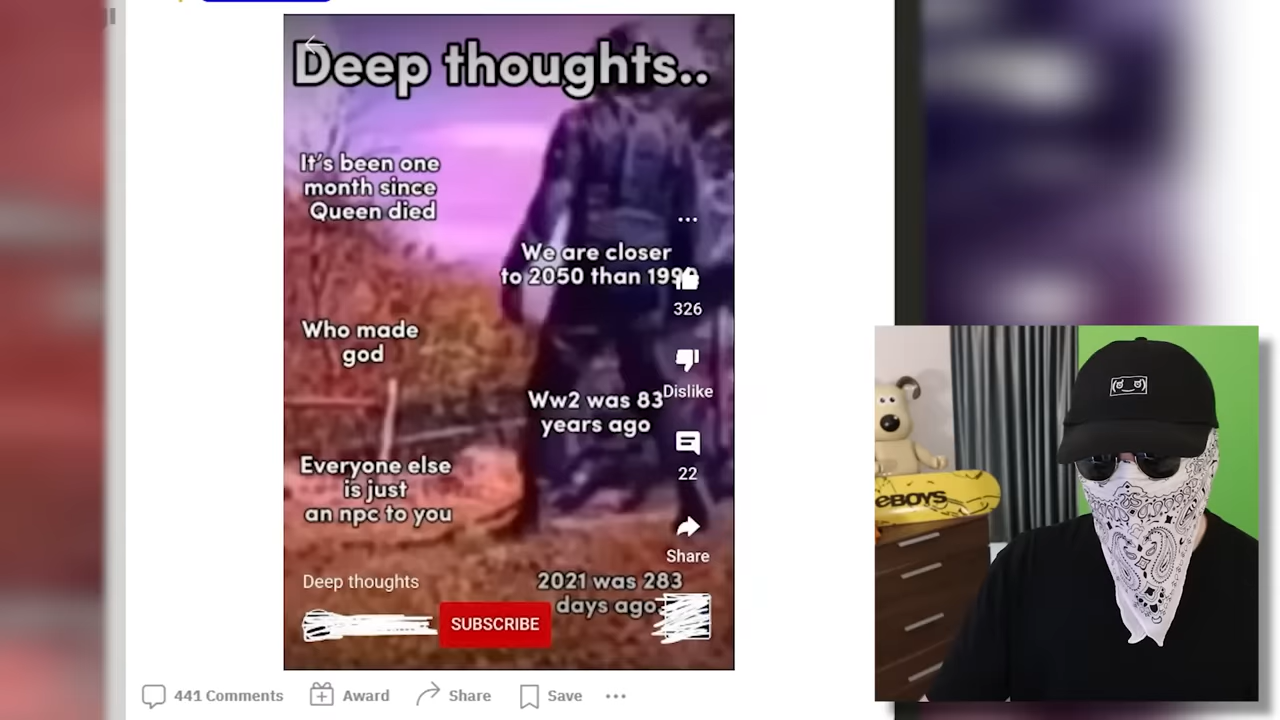 Deep thoughts..
It's been one
month since
Queen died
We are closer
to 2050 than 1990
326
Who made
god
Dislike
Ww2 was 83
years ago
22
Everyone else
is just
an npc to you
Share
Deep thoughts
2021 was 283
days ago
SUBSCRIBE
441 Comments
Award
Share
Save
eBOYS